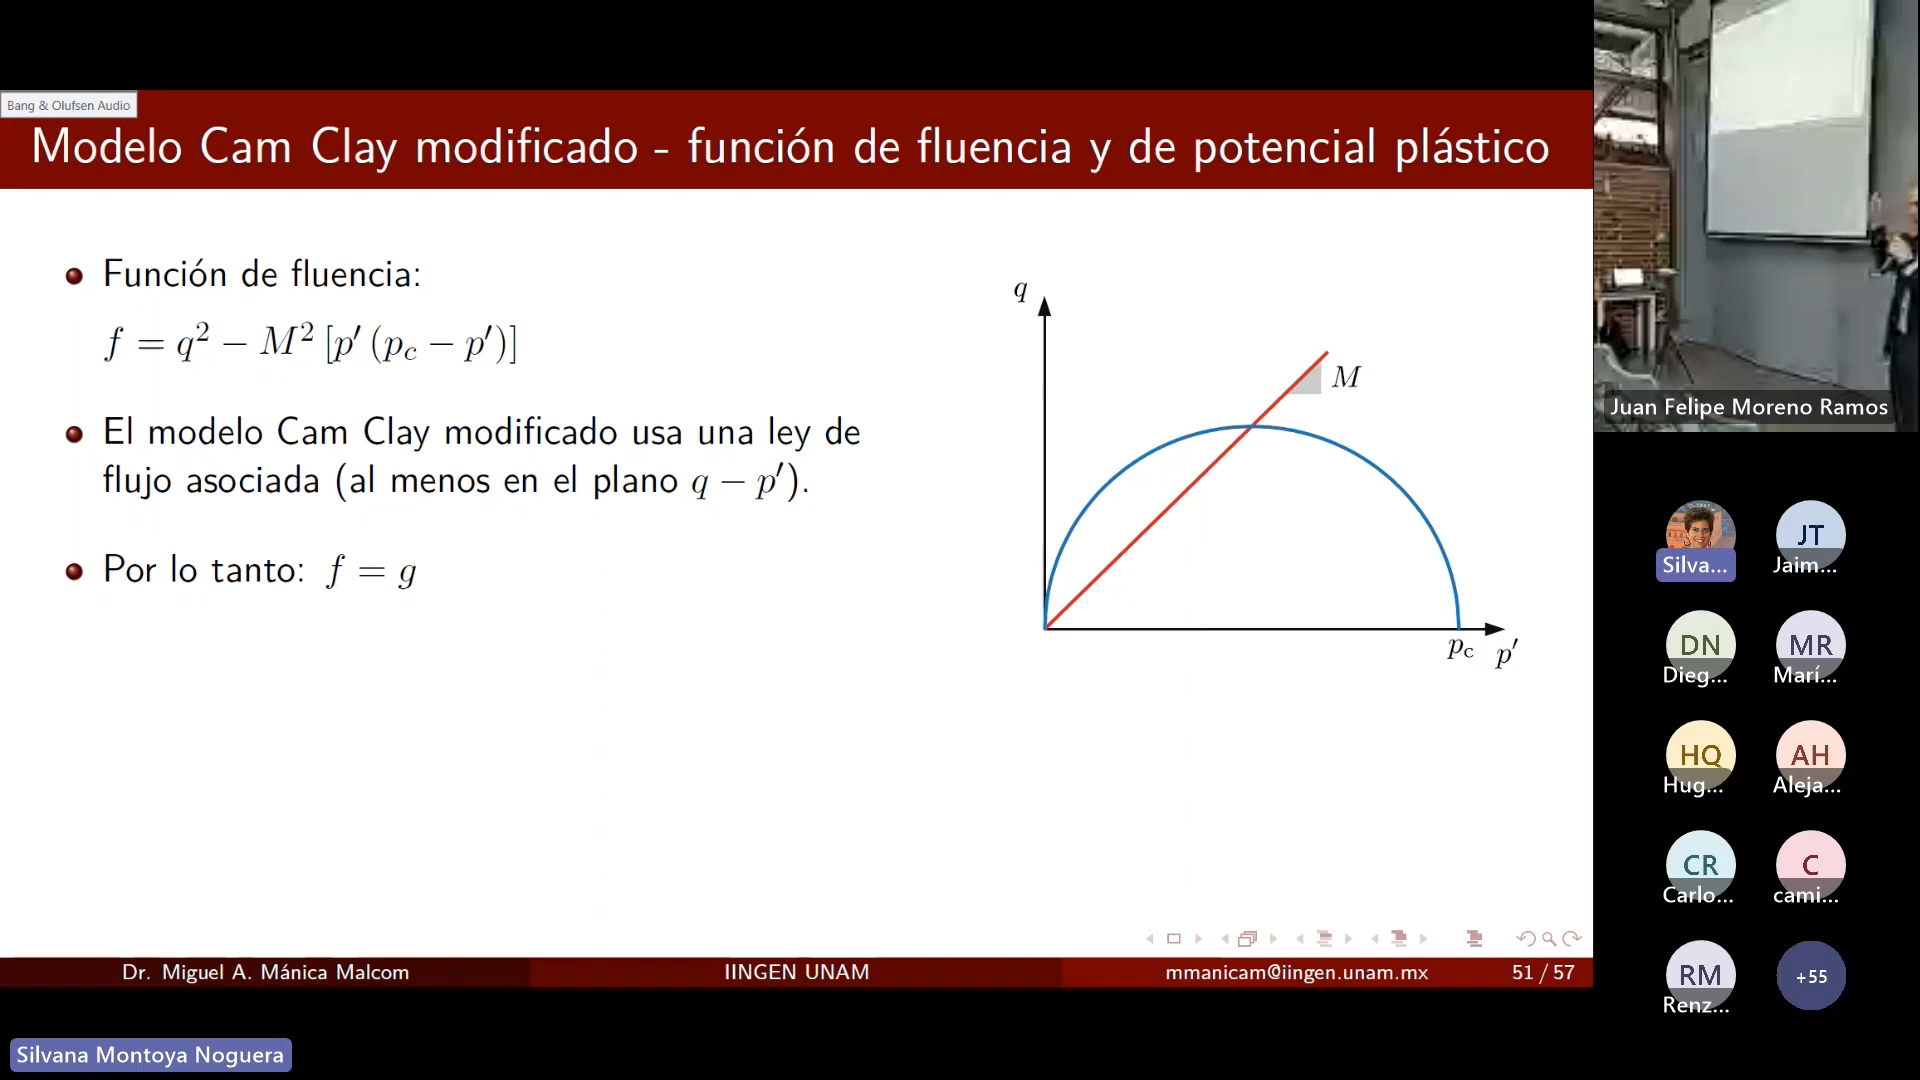 Bang & Olufsen Audio
Modelo Cam Clay modificado - función de fluencia y de potencial plástico
Función de fluencia:
f = q² − M² [p′ (p_c − p′)]
El modelo Cam Clay modificado usa una ley de
flujo asociada (al menos en el plano q − p′).
Por lo tanto: f = g
q
M
p_c
p′
Dr. Miguel A. Mánica Malcom
IINGEN UNAM
mmanicam@iingen.unam.mx
51 / 57
Silvana Montoya Noguera
Juan Felipe Moreno Ramos
Silva...
JT
Jaim...
DN
Dieg...
MR
Marí...
HQ
Hug...
AH
Aleja...
CR
Carlo...
C
cami...
RM
Renz...
+55